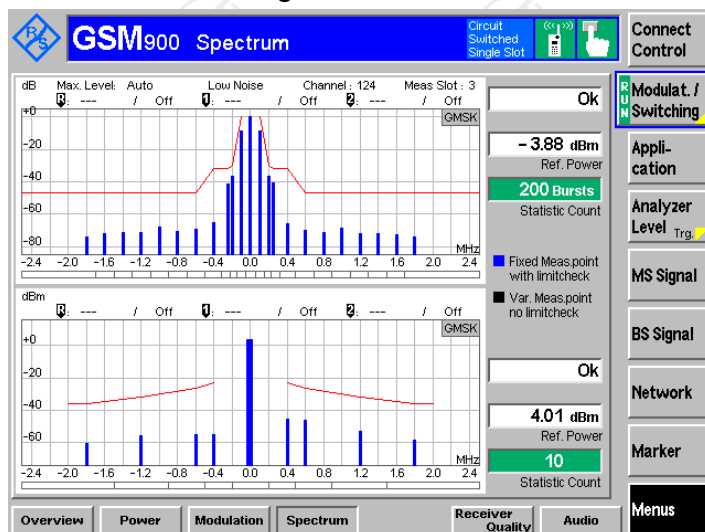 R&S
GSM900 Spectrum
Circuit
Switched
Single Slot
Connect
Control
dB Max. Level: Auto Low Noise Channel : 124 Meas Slot : 3
R: --- / Off 1: --- / Off 2: --- / Off
+0
GMSK
-20
-40
-60
-80
MHz
-2.4 -2.0 -1.6 -1.2 -0.8 -0.4 0.0 0.4 0.8 1.2 1.6 2.0 2.4
Ok
- 3.88 dBm
Ref. Power
200 Bursts
Statistic Count
Fixed Meas.point
with limitcheck
Var. Meas.point
no limitcheck
dBm
R: --- / Off 1: --- / Off 2: --- / Off
+0
GMSK
-20
-40
-60
MHz
-2.4 -2.0 -1.6 -1.2 -0.8 -0.4 0.0 0.4 0.8 1.2 1.6 2.0 2.4
Ok
4.01 dBm
Ref. Power
10
Statistic Count
RUN
Modulat. /
Switching
Appli-
cation
Analyzer
Level Trg.
MS Signal
BS Signal
Network
Marker
Menus
Overview Power Modulation Spectrum Receiver Quality Audio